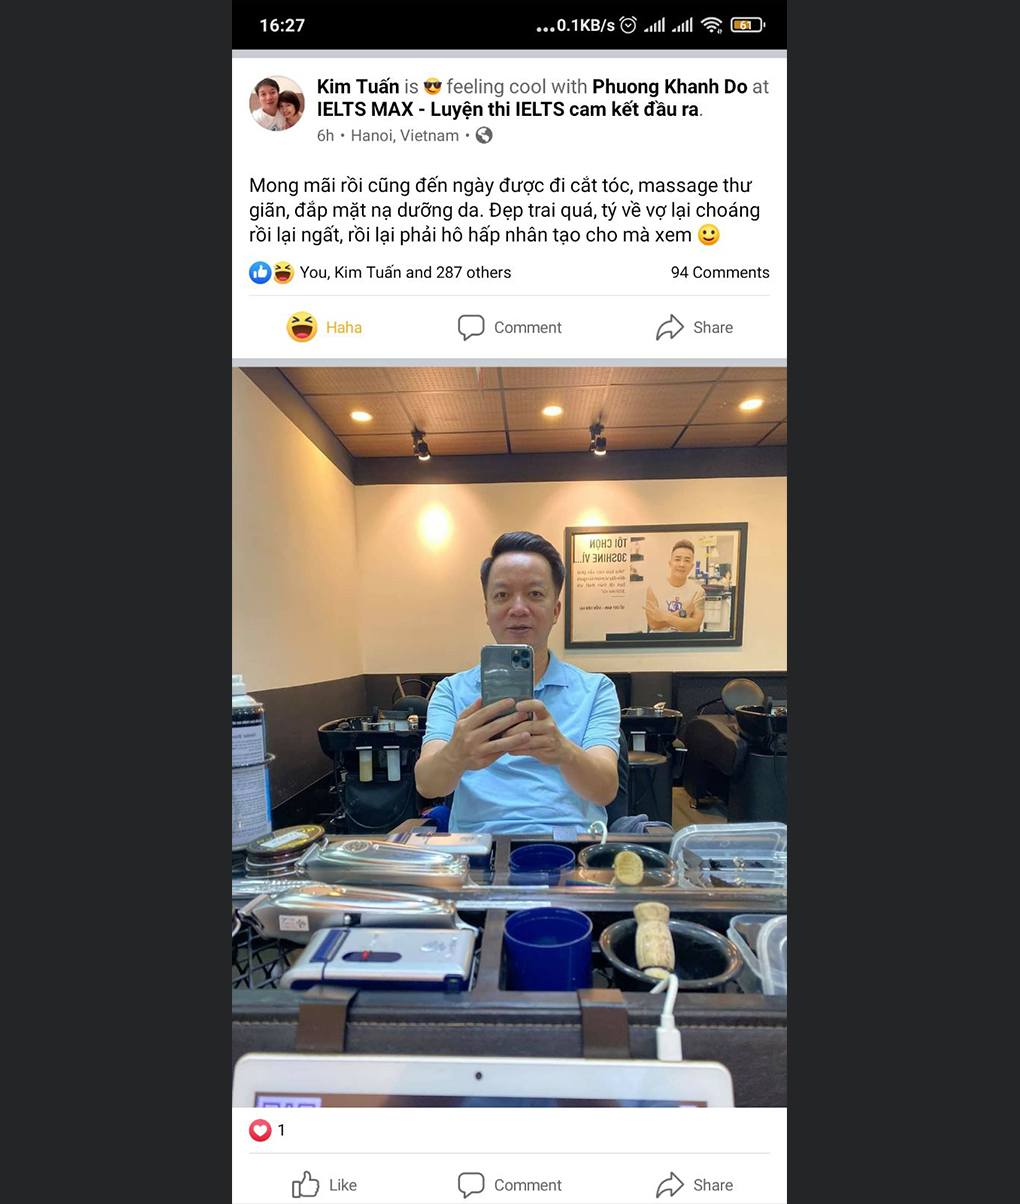 16:27
...0.1KB/s
61
Kim Tuấn is feeling cool with Phuong Khanh Do at
IELTS MAX - Luyện thi IELTS cam kết đầu ra.
6h • Hanoi, Vietnam •
Mong mãi rồi cũng đến ngày được đi cắt tóc, massage thư
giãn, đắp mặt nạ dưỡng da. Đẹp trai quá, tý về vợ lại choáng
rồi lại ngất, rồi lại phải hô hấp nhân tạo cho mà xem
You, Kim Tuấn and 287 others
94 Comments
Haha
Comment
Share
TÔI CHỌN
30SHINE VÌ...
1
Like
Comment
Share